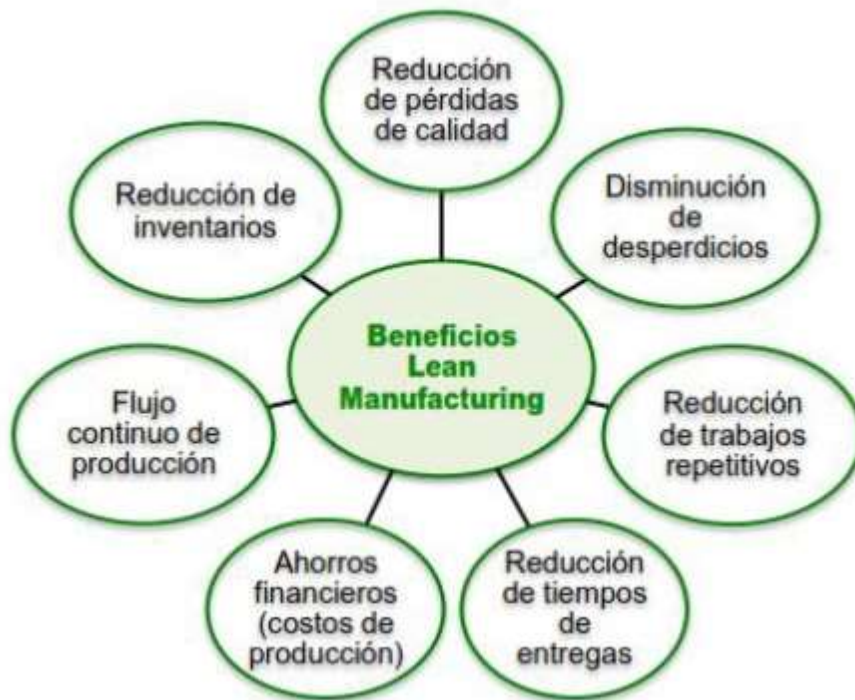 Reducción
de pérdidas
de calidad
Reducción de
inventarios
Disminución
de
desperdicios
Beneficios
Lean
Manufacturing
Flujo
continuo de
producción
Reducción
de trabajos
repetitivos
Ahorros
financieros
(costos de
producción)
Reducción
de tiempos
de
entregas